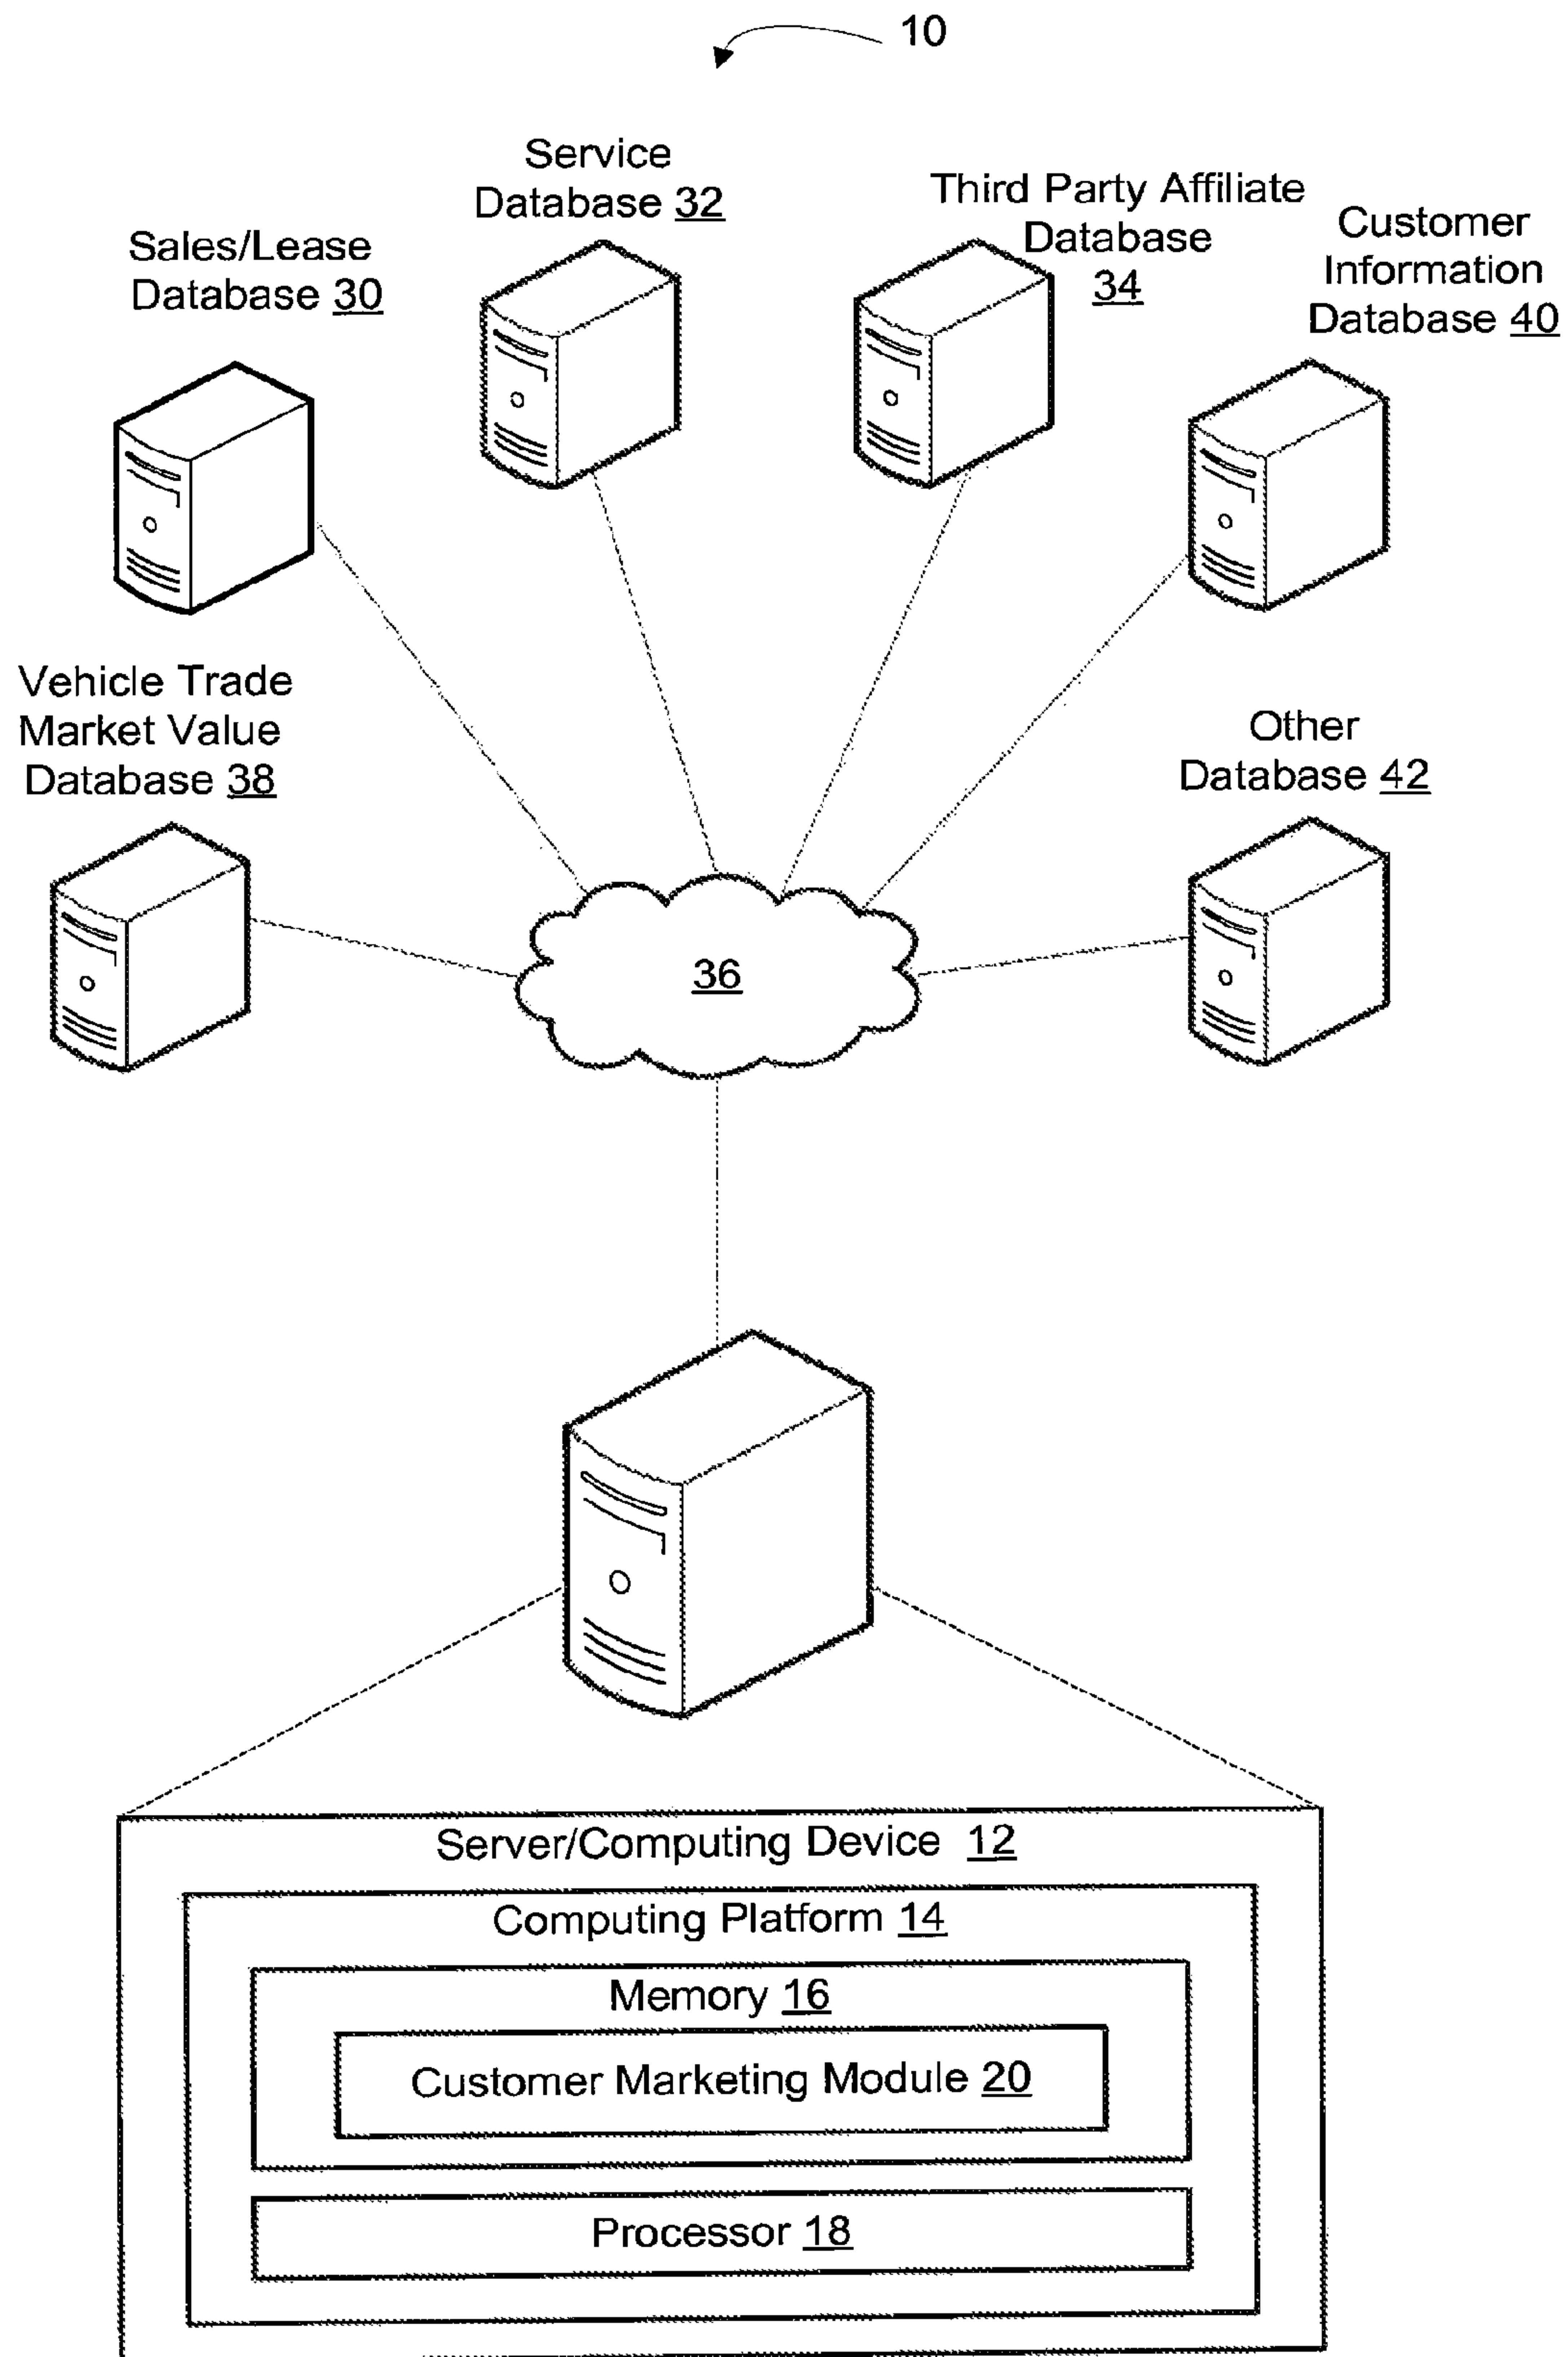 10
Service
Database 32
Third Party Affiliate
Database
34
Customer
Information
Database 40
Sales/Lease
Database 30
Vehicle Trade
Market Value
Database 38
Other
Database 42
36
Server/Computing Device 12
Computing Platform 14
Memory 16
Customer Marketing Module 20
Processor 18